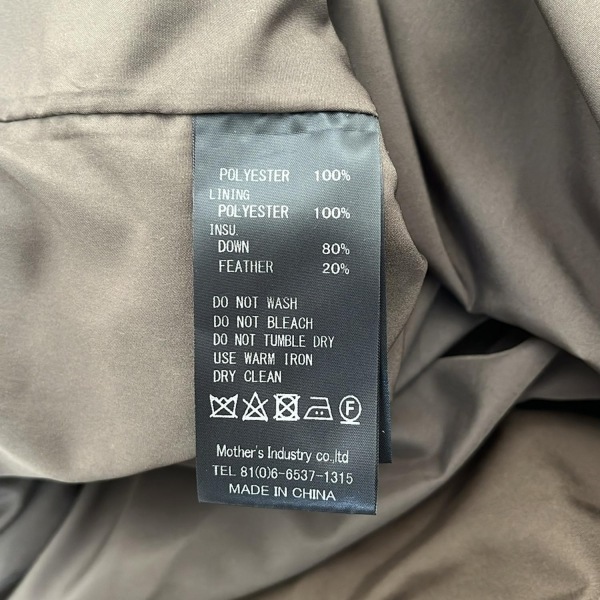 POLYESTER 100%
LINING
POLYESTER 100%
INSU.
DOWN 80%
FEATHER 20%
DO NOT WASH
DO NOT BLEACH
DO NOT TUMBLE DRY
USE WARM IRON
DRY CLEAN
F
Mother's Industry co.,ltd
TEL 81(0)6-6537-1315
MADE IN CHINA